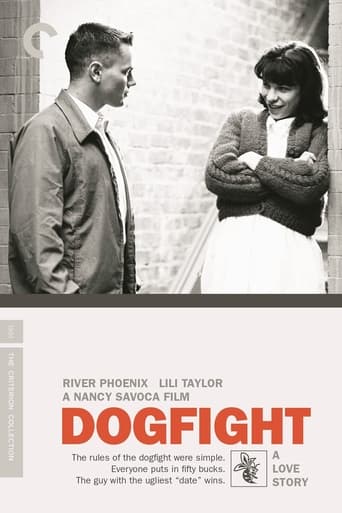 RIVER PHOENIX LILI TAYLOR
A NANCY SAVOCA FILM
DOGFIGHT
The rules of the dogfight were simple.
Everyone puts in fifty bucks.
The guy with the ugliest “date” wins.
A
LOVE
STORY
THE CRITERION COLLECTION